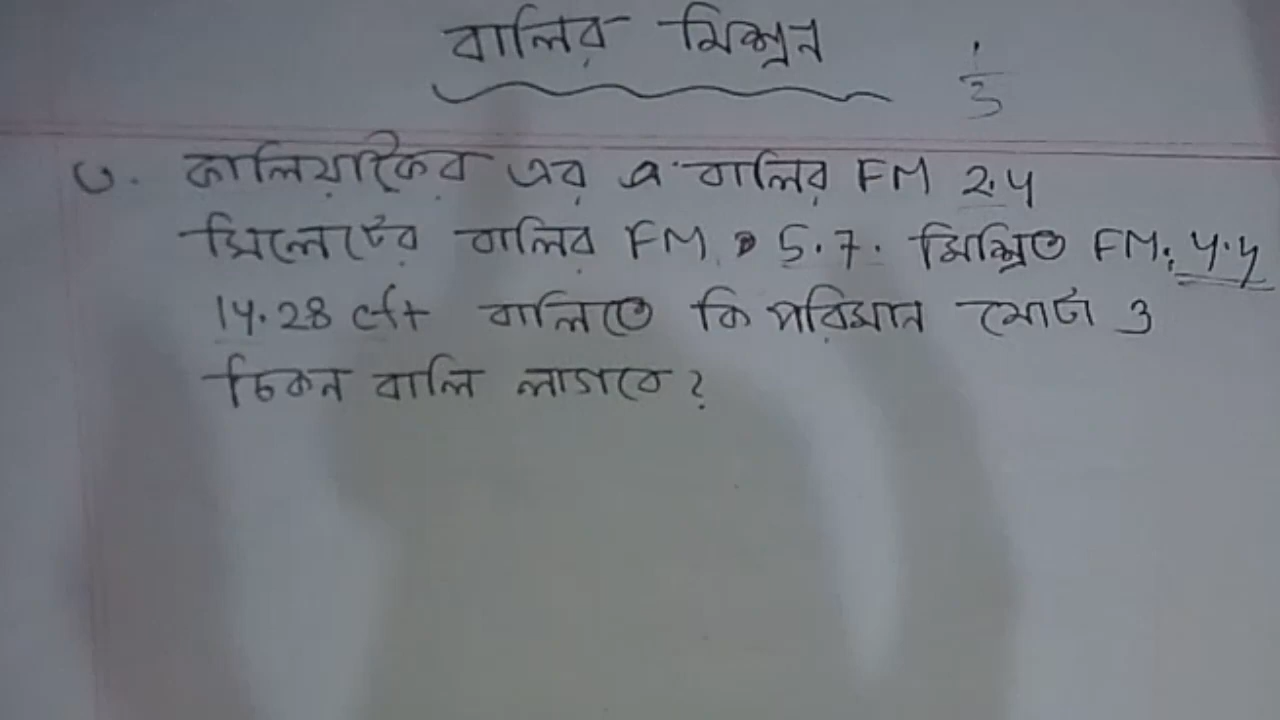 বালির মিশ্রন
1/3
৩. কালিয়াকৈর এর বালির FM 2.4
সিলেটের বালির FM 5.7. মিশ্রিত FM: 4.4
14.28 cft বালিতে কি পরিমান মোটা ও
চিকন বালি লাগবে?